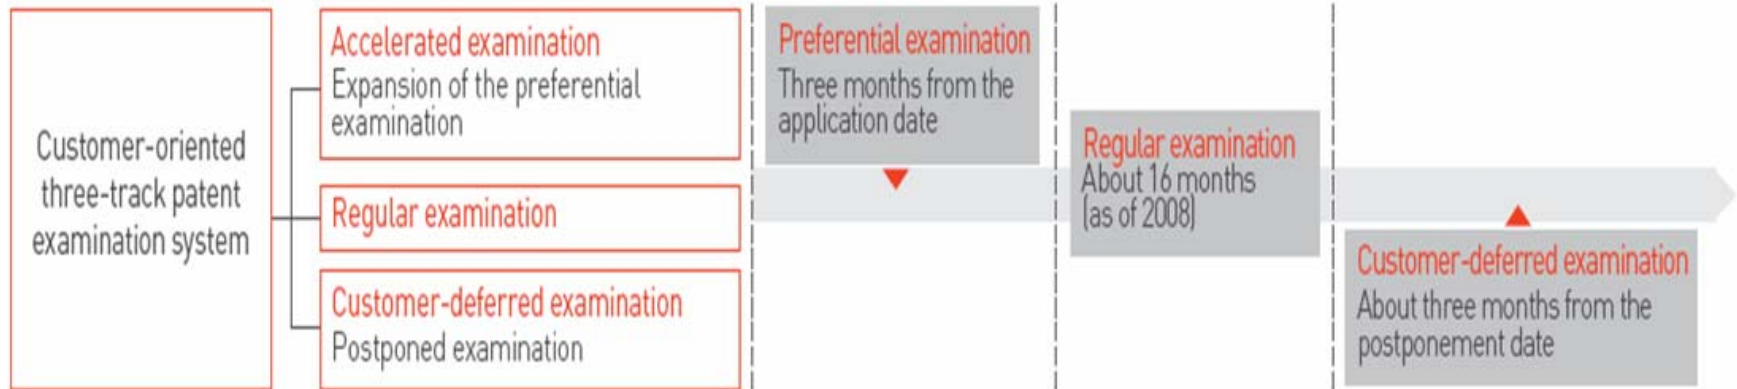 Customer-oriented
three-track patent
examination system
Accelerated examination
Expansion of the preferential
examination
Regular examination
Customer-deferred examination
Postponed examination
Preferential examination
Three months from the
application date
Regular examination
About 16 months
(as of 2008)
Customer-deferred examination
About three months from the
postponement date